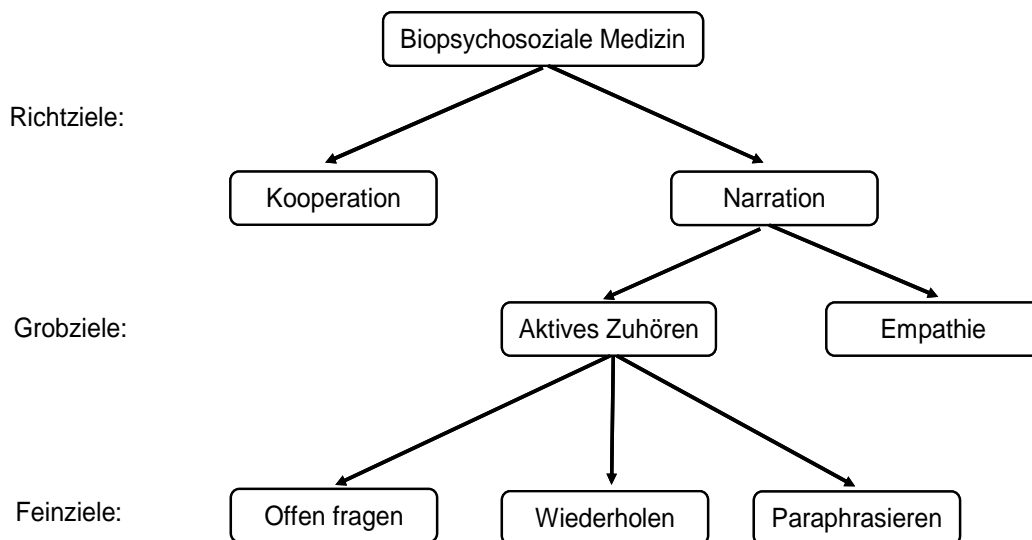 Biopsychosoziale Medizin
Richtziele:
Kooperation
Narration
Grobziele:
Aktives Zuhören
Empathie
Feinziele:
Offen fragen
Wiederholen
Paraphrasieren